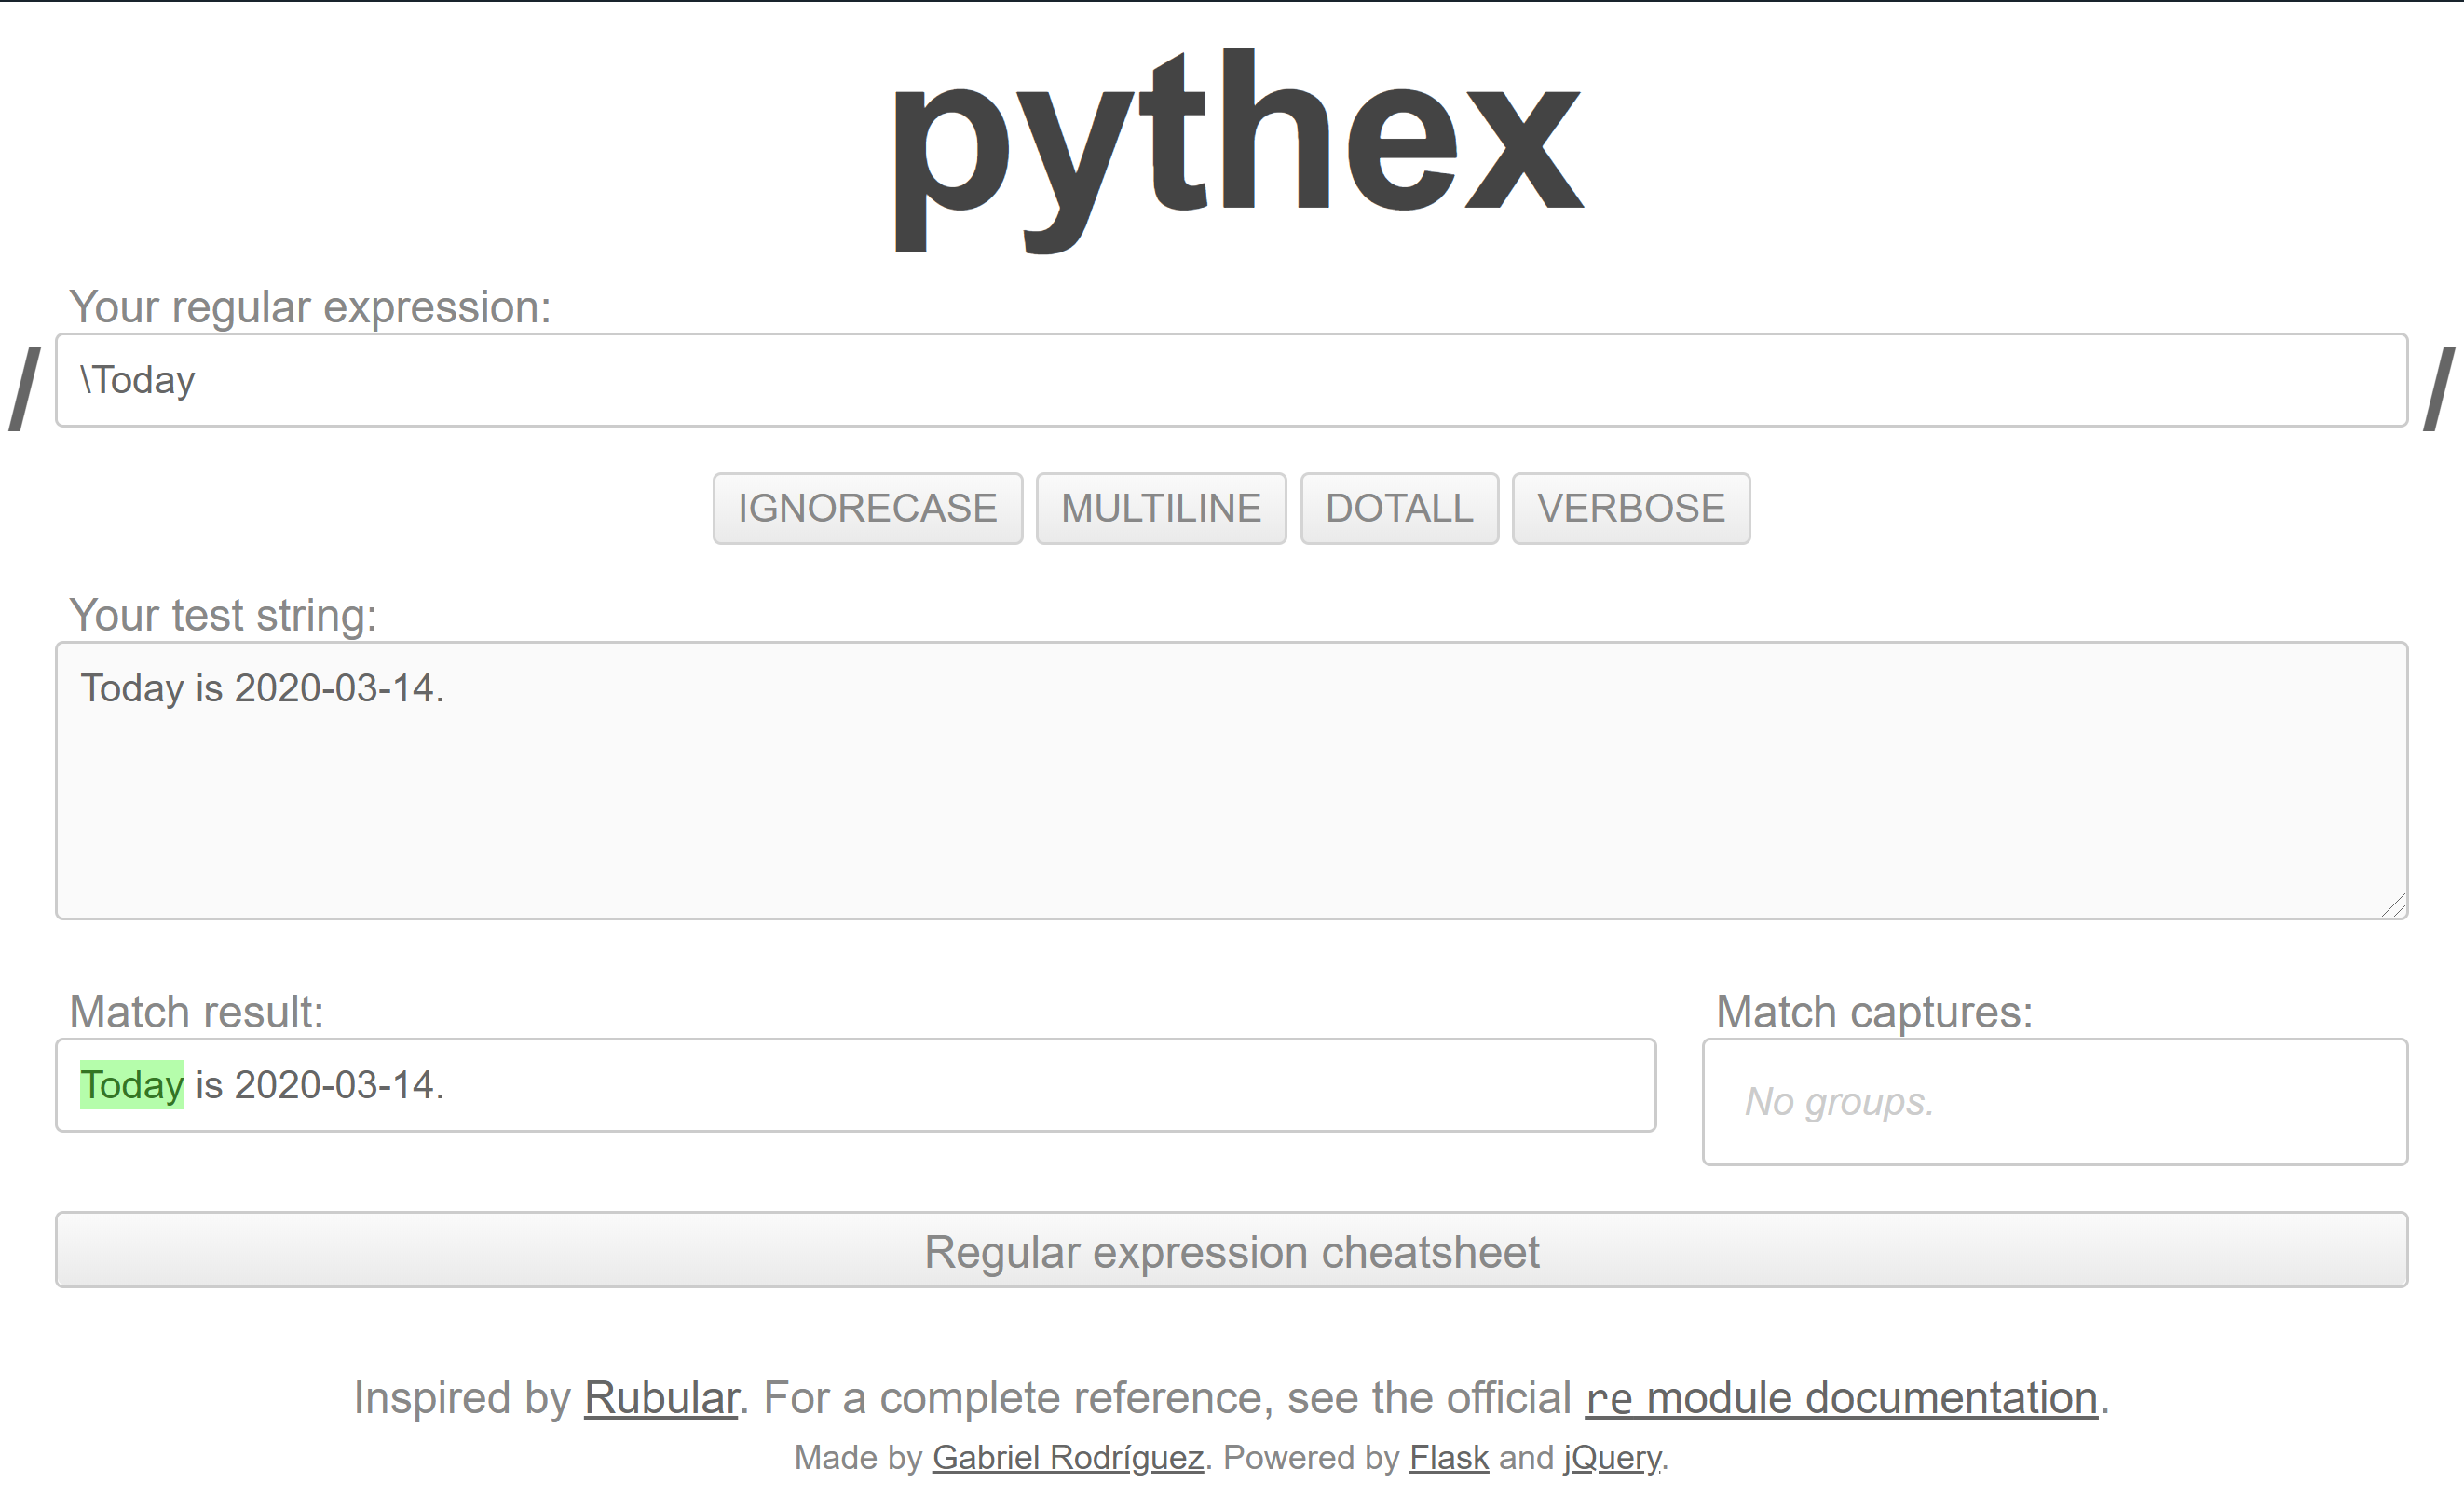 pythex
Your regular expression:
/ \Today /
IGNORECASE MULTILINE DOTALL VERBOSE
Your test string:
Today is 2020-03-14.
Match result: Match captures:
Today is 2020-03-14. No groups.
Regular expression cheatsheet
Inspired by Rubular. For a complete reference, see the official re module documentation.
Made by Gabriel Rodríguez. Powered by Flask and jQuery.